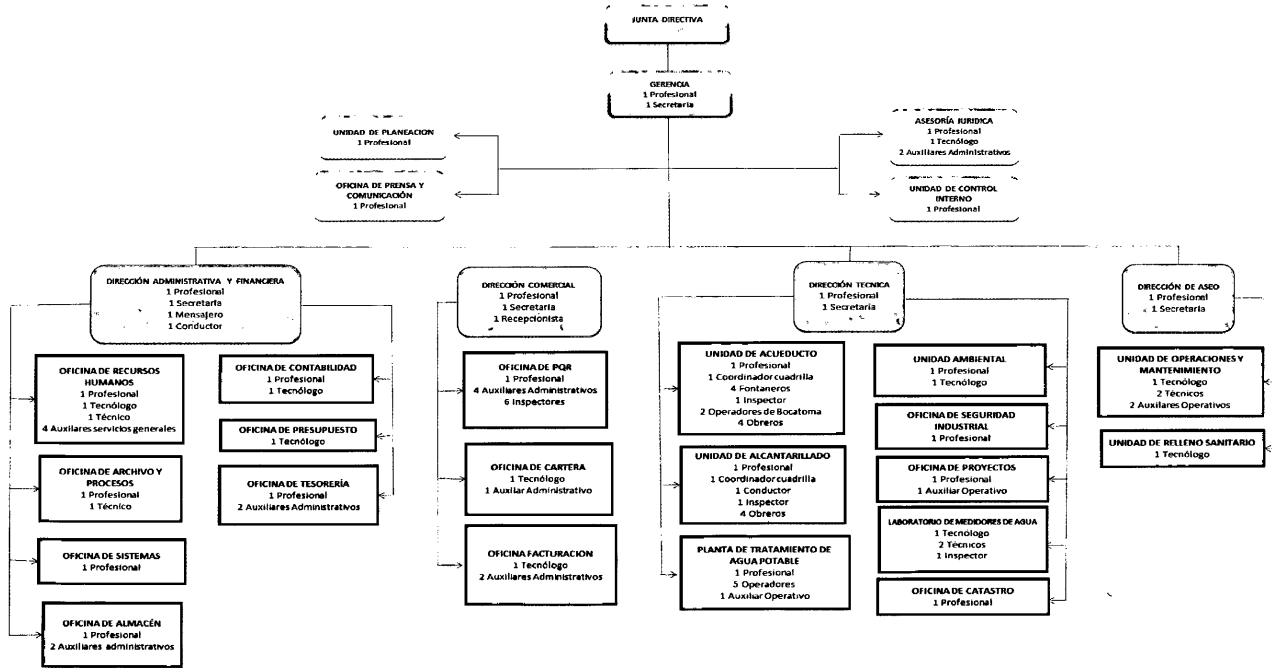 JUNTA DIRECTIVA
GERENCIA
1 Profesional
1 Secretaria
UNIDAD DE PLANEACION
1 Profesional
OFICINA DE PRENSA Y
COMUNICACIÓN
1 Profesional
ASESORÍA JURIDICA
1 Profesional
1 Tecnólogo
2 Auxiliares Administrativos
UNIDAD DE CONTROL
INTERNO
1 Profesional
DIRECCIÓN ADMINISTRATIVA Y FINANCIERA
1 Profesional
1 Secretaria
1 Mensajero
1 Conductor
OFICINA DE RECURSOS
HUMANOS
1 Profesional
1 Tecnólogo
1 Técnico
4 Auxilares servicios generales
OFICINA DE ARCHIVO Y
PROCESOS
1 Profesional
1 Técnico
OFICINA DE SISTEMAS
1 Profesional
OFICINA DE ALMACÉN
1 Profesional
2 Auxiliares administrativos
OFICINA DE CONTABILIDAD
1 Profesional
1 Tecnólogo
OFICINA DE PRESUPUESTO
1 Tecnólogo
OFICINA DE TESORERÍA
1 Profesional
2 Auxiliares Administrativos
DIRECCIÓN COMERCIAL
1 Profesional
1 Secretaria
1 Recepcionista
OFICINA DE PQR
1 Profesional
4 Auxiliares Administrativos
6 Inspectores
OFICINA DE CARTERA
1 Tecnólogo
1 Auxiliar Administrativo
OFICINA FACTURACION
1 Tecnólogo
2 Auxiliares Administrativos
DIRECCIÓN TECNICA
1 Profesional
1 Secretaria
UNIDAD DE ACUEDUCTO
1 Profesional
1 Coordinador cuadrilla
4 Fontaneros
1 Inspector
2 Operadores de Bocatoma
4 Obreros
UNIDAD DE ALCANTARILLADO
1 Profesional
1 Coordinador cuadrilla
1 Conductor
1 Inspector
4 Obreros
PLANTA DE TRATAMIENTO DE
AGUA POTABLE
1 Profesional
5 Operadores
1 Auxiliar Operativo
UNIDAD AMBIENTAL
1 Profesional
1 Tecnólogo
OFICINA DE SEGURIDAD
INDUSTRIAL
1 Profesional
OFICINA DE PROYECTOS
1 Profesional
1 Auxiliar Operativo
LABORATORIO DE MEDIDORES DE AGUA
1 Tecnólogo
2 Técnicos
1 Inspector
OFICINA DE CATASTRO
1 Profesional
DIRECCIÓN DE ASEO
1 Profesional
1 Secretaria
UNIDAD DE OPERACIONES Y
MANTENIMIENTO
1 Tecnólogo
2 Técnicos
2 Auxiliares Operativos
UNIDAD DE RELLENO SANITARIO
1 Tecnólogo